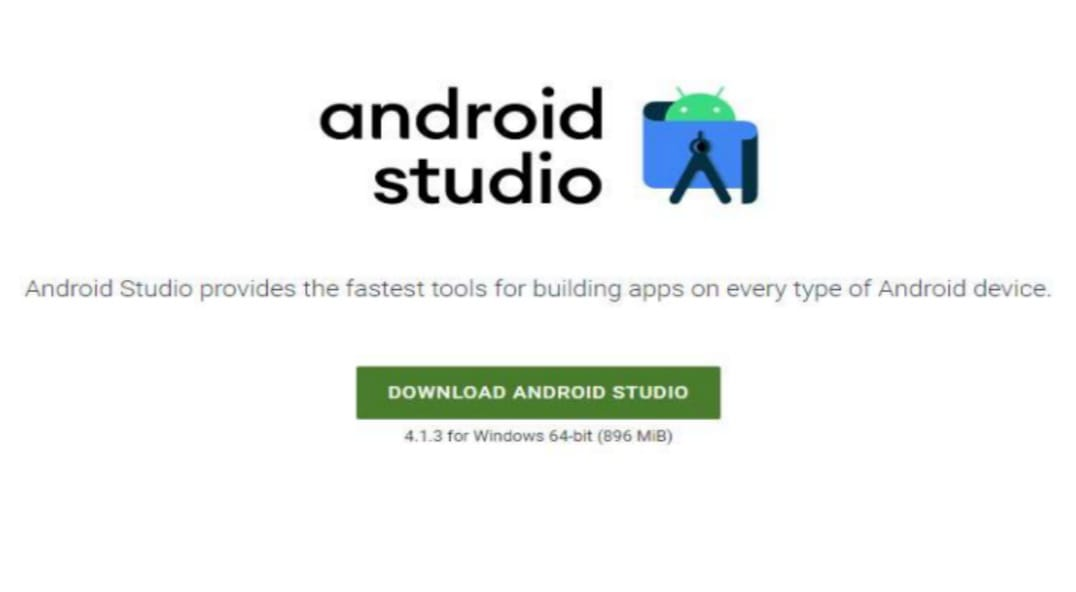 android
studio
Android Studio provides the fastest tools for building apps on every type of Android device.
DOWNLOAD ANDROID STUDIO
4.1.3 for Windows 64-bit (896 MiB)